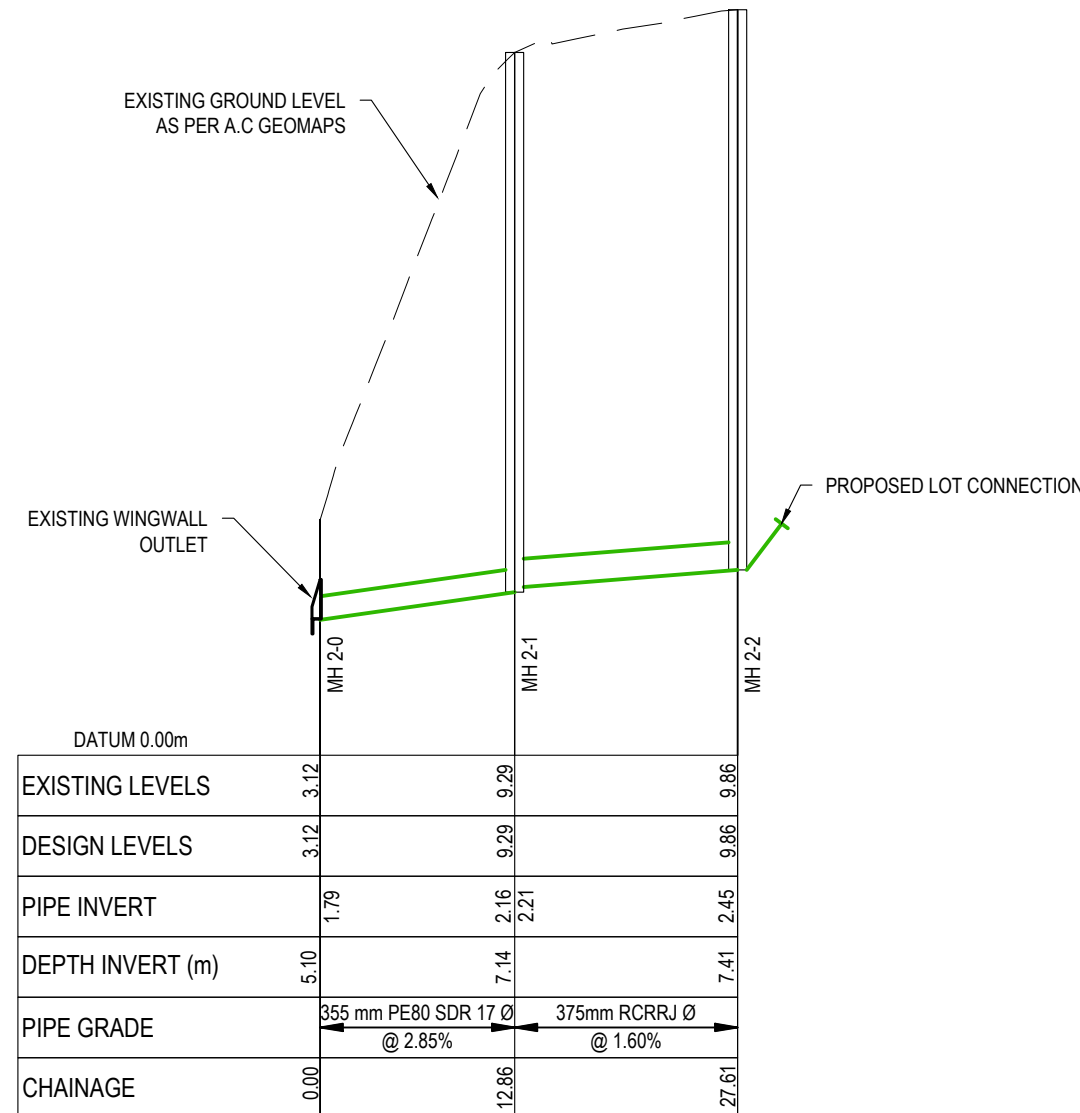 EXISTING GROUND LEVEL
AS PER A.C GEOMAPS
EXISTING WINGWALL
OUTLET
PROPOSED LOT CONNECTION
MH 2-0
MH 2-1
MH 2-2
DATUM 0.00m
EXISTING LEVELS 3.12 9.29 9.86
DESIGN LEVELS 3.12 9.29 9.86
PIPE INVERT 1.79 2.16 2.21 2.45
DEPTH INVERT (m) 5.10 7.14 7.41
PIPE GRADE 355 mm PE80 SDR 17 Ø 375mm RCRRJ Ø
@ 2.85% @ 1.60%
CHAINAGE 0.00 12.86 27.61